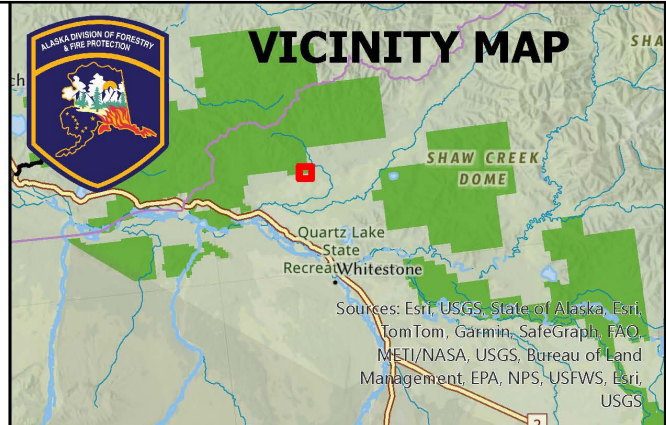 ALASKA DIVISION OF FORESTRY
& FIRE PROTECTION
VICINITY MAP
SHA
ch
SHAW CREEK
DOME
Quartz Lake
State
Recreat
Whitestone
Sources: Esri, USGS, State of Alaska, Esri,
TomTom, Garmin, SafeGraph, FAO,
METI/NASA, USGS, Bureau of Land
Management, EPA, NPS, USFWS, Esri,
USGS
2